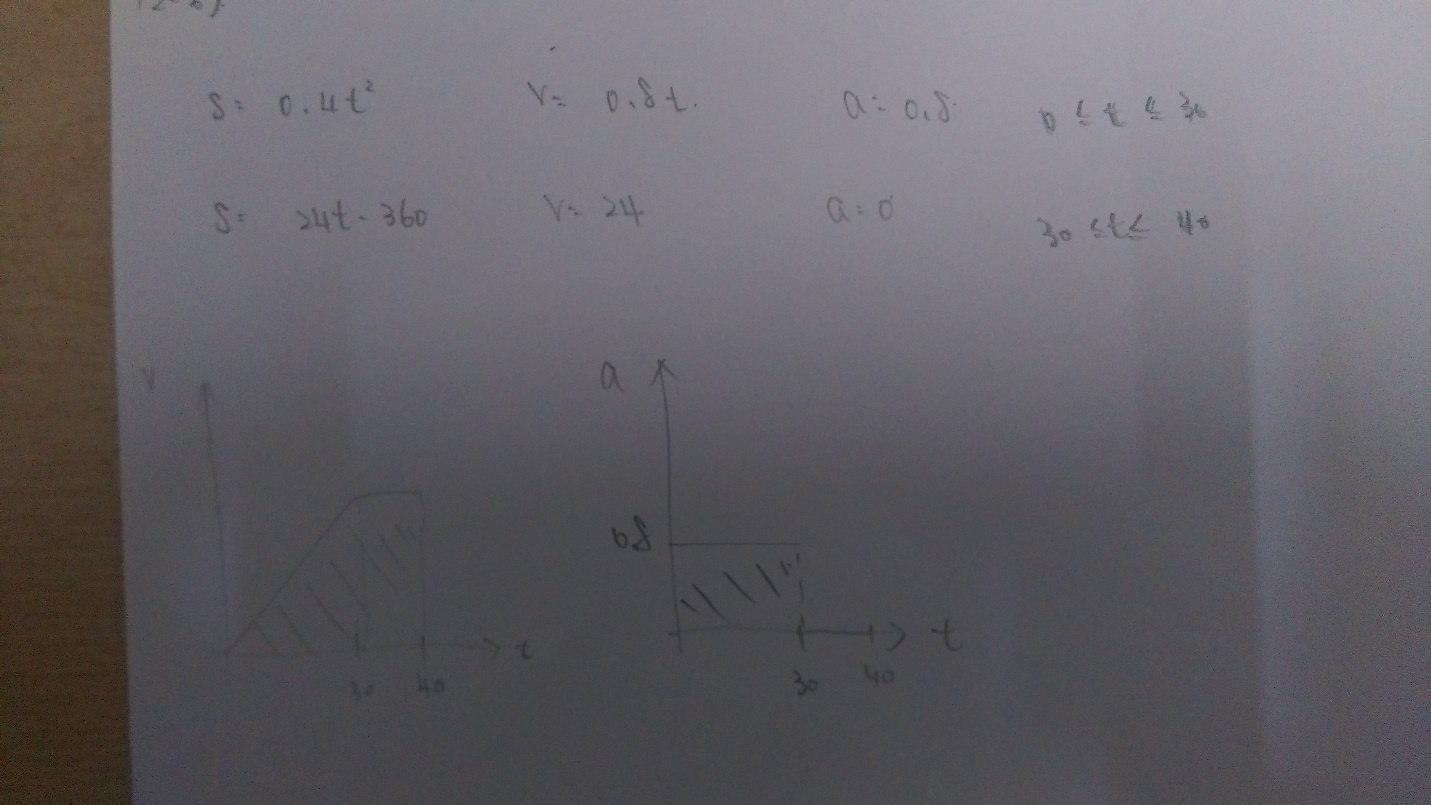 S = 0.4t² V = 0.8t. a = 0.8 0 ≤ t ≤ 30
S = 24t - 360 V = 24 a = 0 30 ≤ t ≤ 40
V
a
0.8
t
t
30 40
30 40